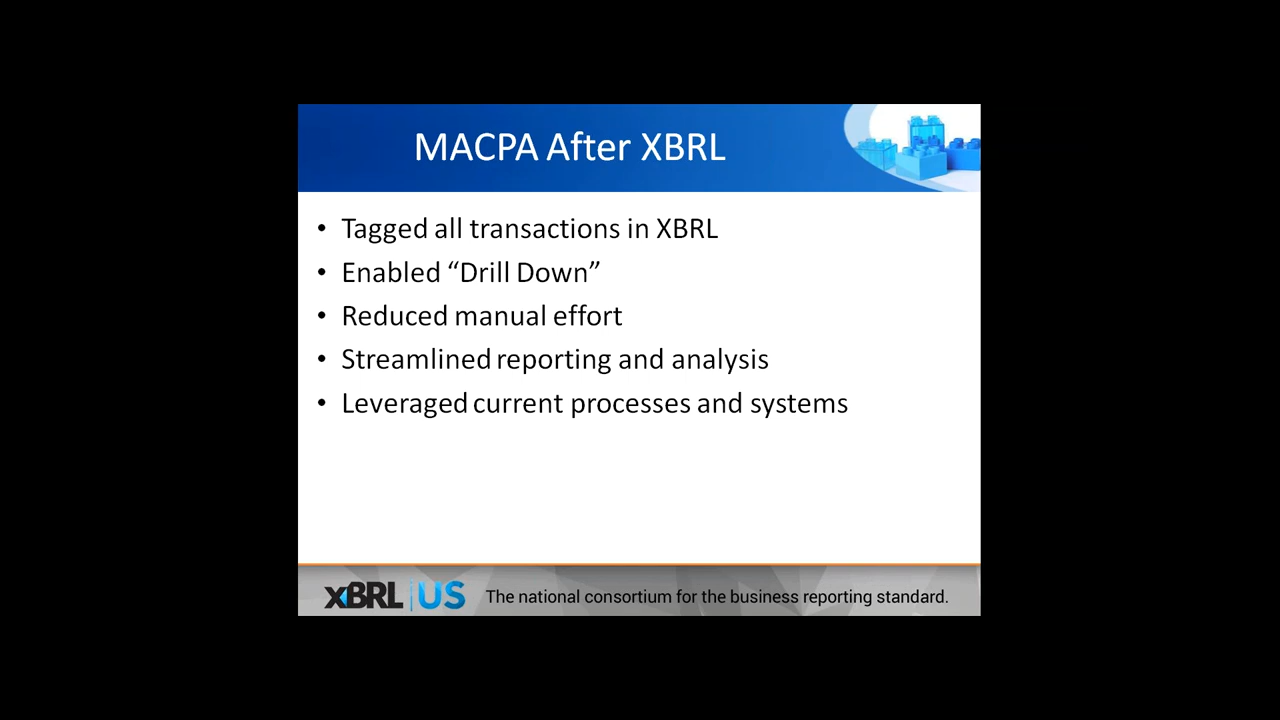 MACPA After XBRL
• Tagged all transactions in XBRL
• Enabled “Drill Down”
• Reduced manual effort
• Streamlined reporting and analysis
• Leveraged current processes and systems
XBRL US The national consortium for the business reporting standard.